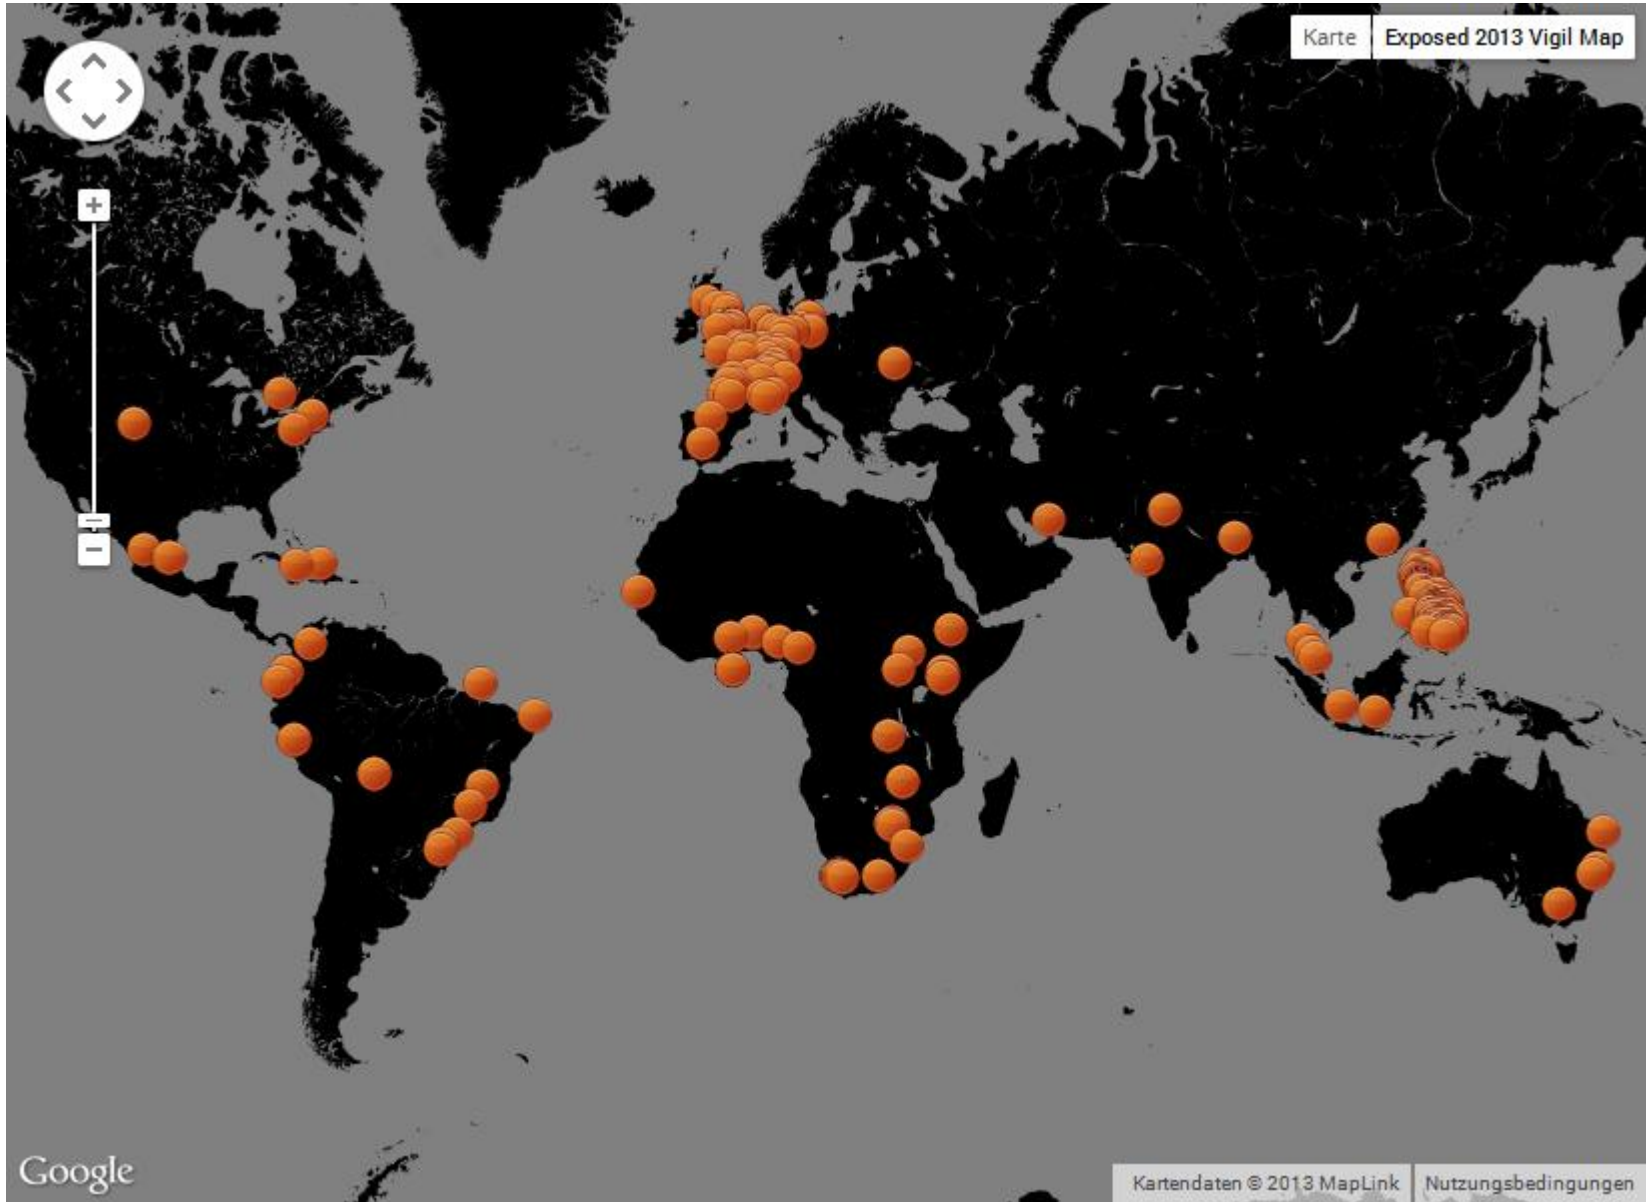 Karte
Exposed 2013 Vigil Map
Google
Kartendaten © 2013 MapLink
Nutzungsbedingungen